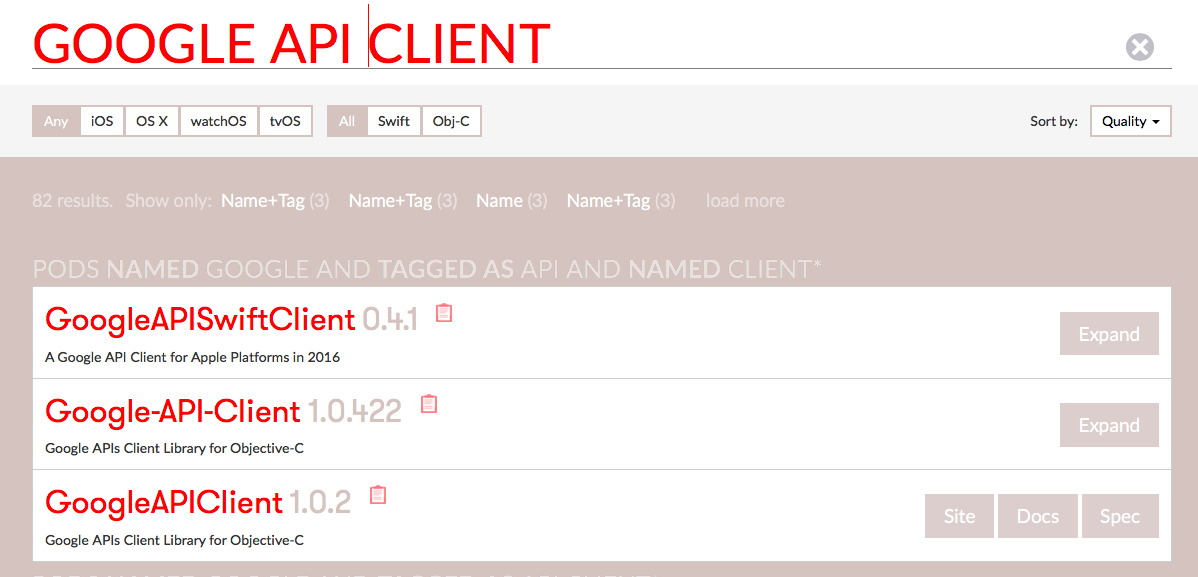 GOOGLE API CLIENT
Any iOS OS X watchOS tvOS All Swift Obj-C Sort by: Quality
82 results. Show only: Name+Tag (3) Name+Tag (3) Name (3) Name+Tag (3) load more
PODS NAMED GOOGLE AND TAGGED AS API AND NAMED CLIENT*
GoogleAPISwiftClient 0.4.1
Expand
A Google API Client for Apple Platforms in 2016
Google-API-Client 1.0.422
Expand
Google APIs Client Library for Objective-C
GoogleAPIClient 1.0.2
Site Docs Spec
Google APIs Client Library for Objective-C